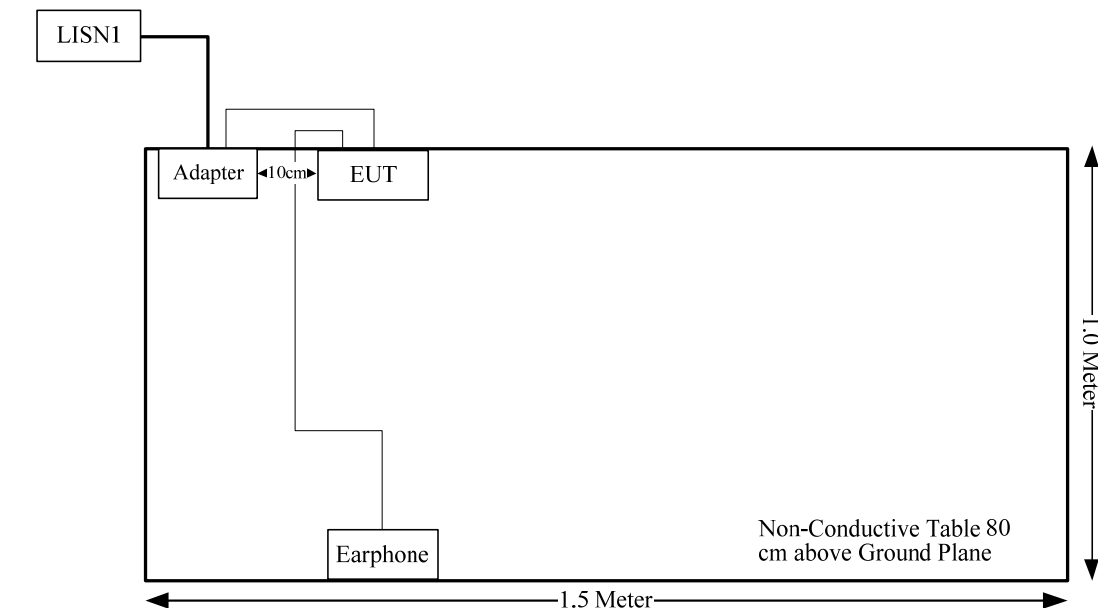 LISN1
Adapter
10cm
EUT
1.0 Meter
Earphone
Non-Conductive Table 80
cm above Ground Plane
1.5 Meter